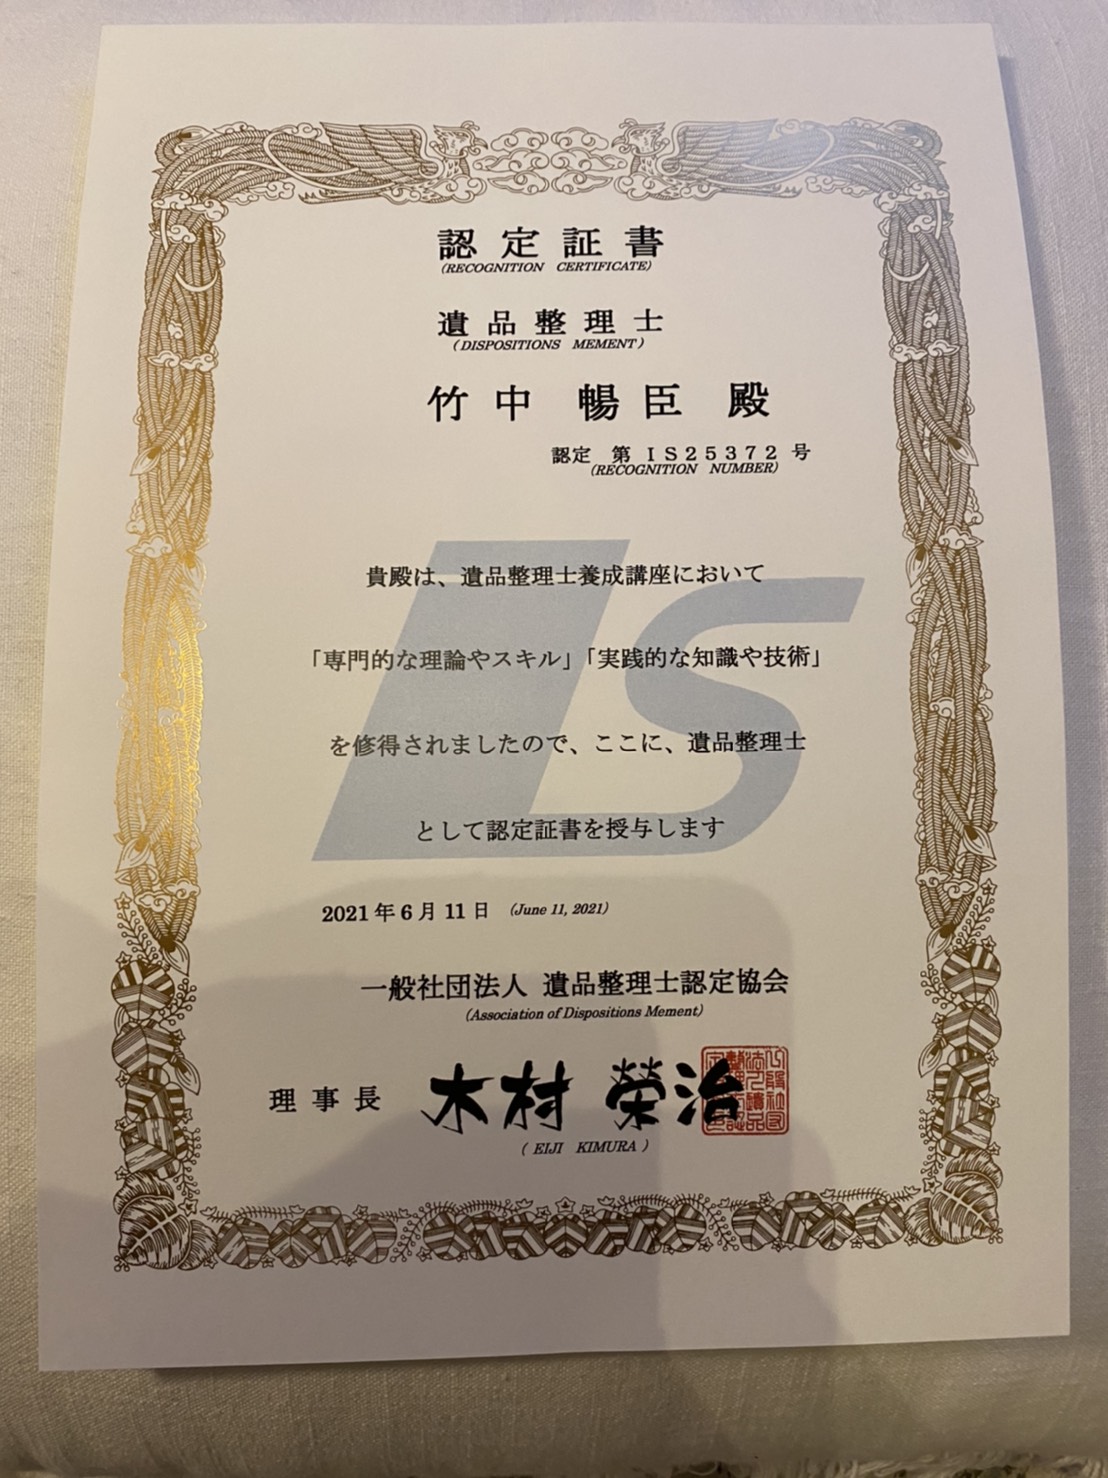 認定証書
(RECOGNITION CERTIFICATE)
遺品整理士
(DISPOSITIONS MEMENT)
竹中 暢臣 殿
認定 第 IS25372 号
(RECOGNITION NUMBER)
IS
貴殿は、遺品整理士養成講座において
「専門的な理論やスキル」「実践的な知識や技術」
を修得されましたので、ここに、遺品整理士
として認定証書を授与します
2021年6月11日 (June 11, 2021)
一般社団法人 遺品整理士認定協会
(Association of Dispositions Mement)
理事長 木村 榮治
( EIJI KIMURA )